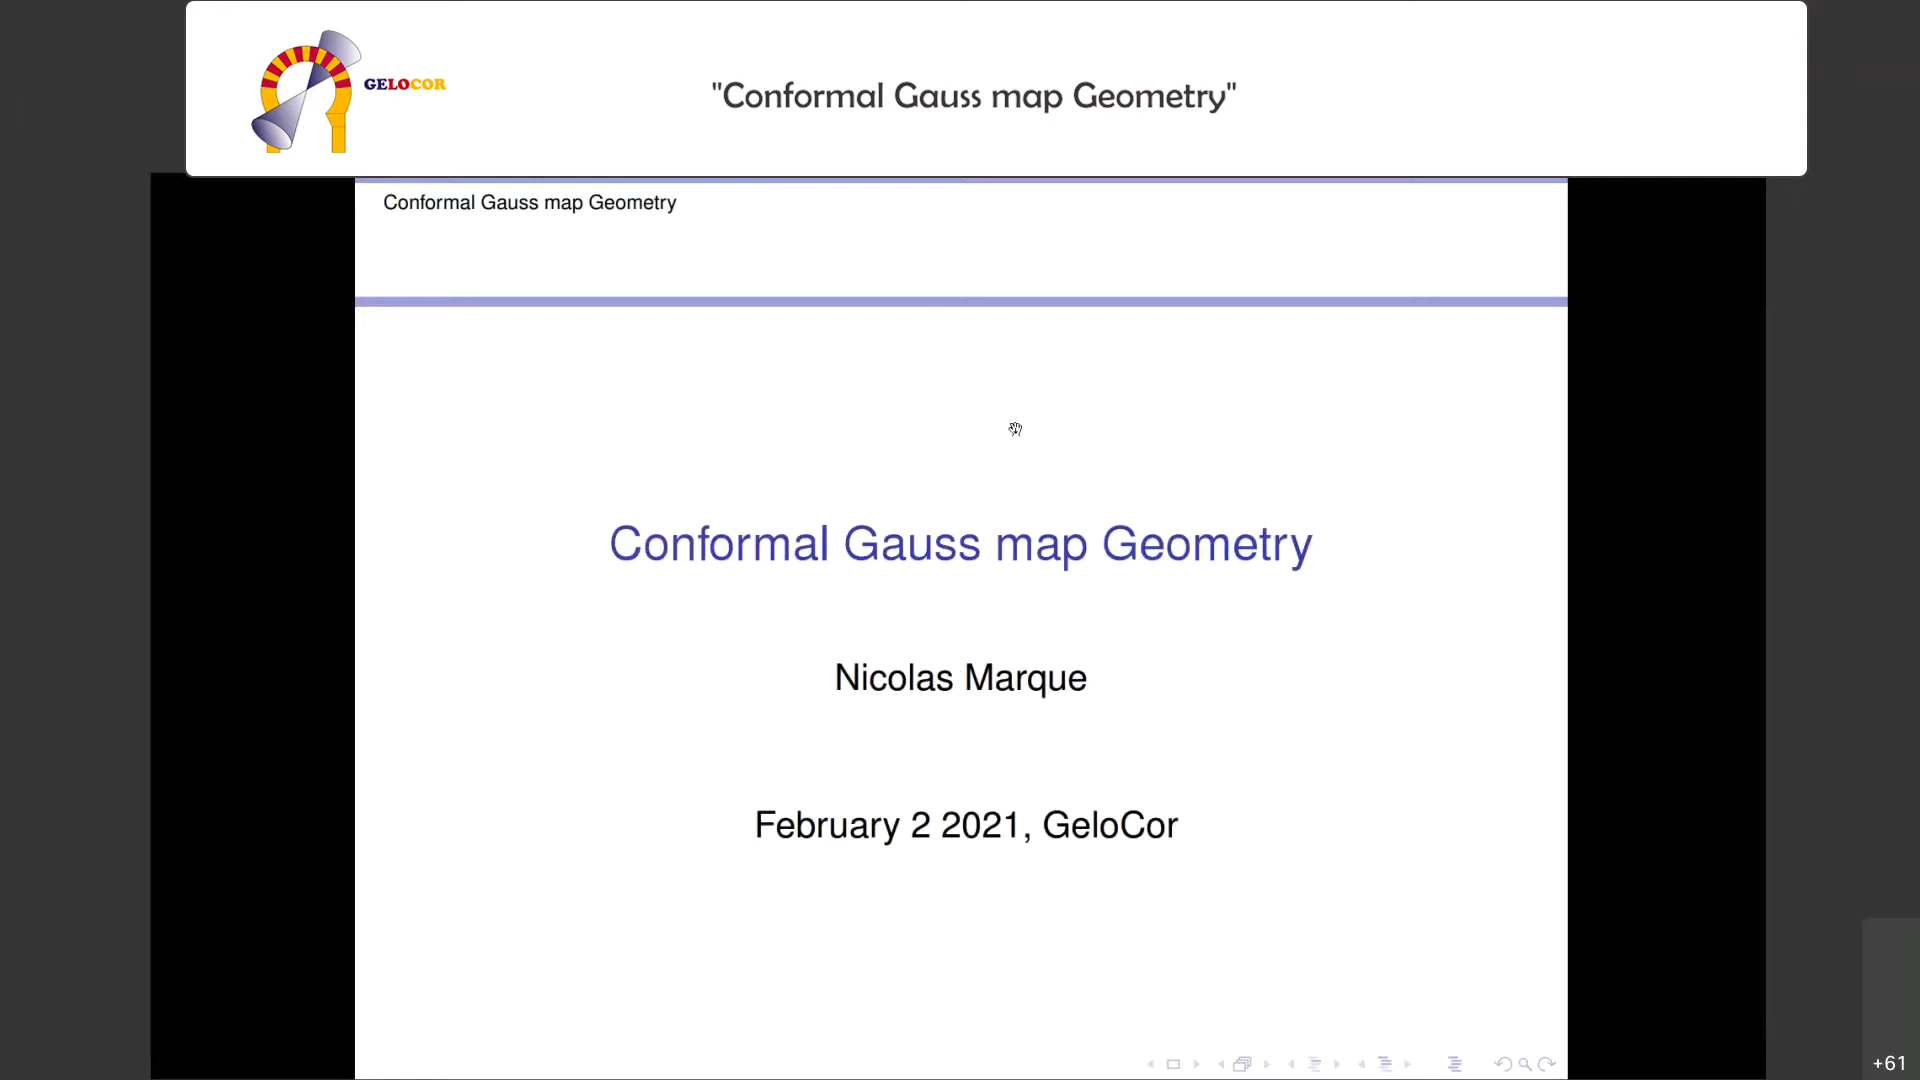 GELOCOR
"Conformal Gauss map Geometry"
Conformal Gauss map Geometry
Conformal Gauss map Geometry
Nicolas Marque
February 2 2021, GeloCor
+61